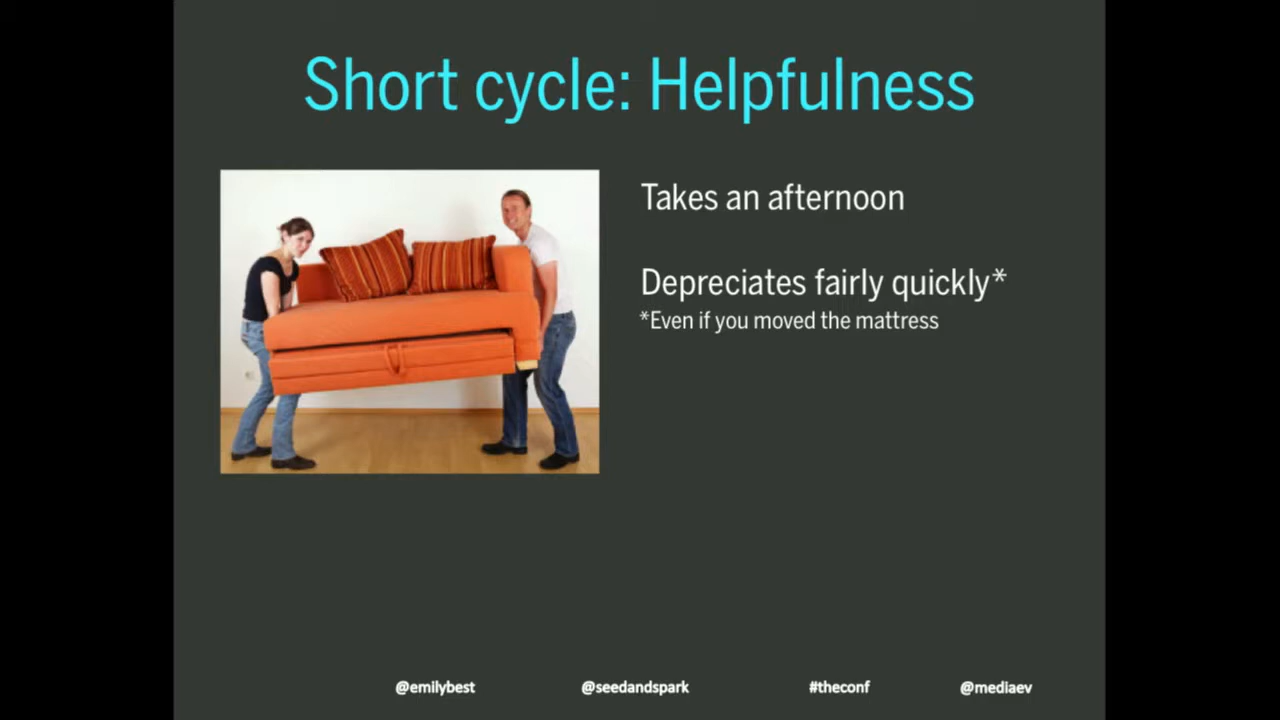 Short cycle: Helpfulness
Takes an afternoon
Depreciates fairly quickly*
*Even if you moved the mattress
@emilybest @seedandspark #theconf @mediaev